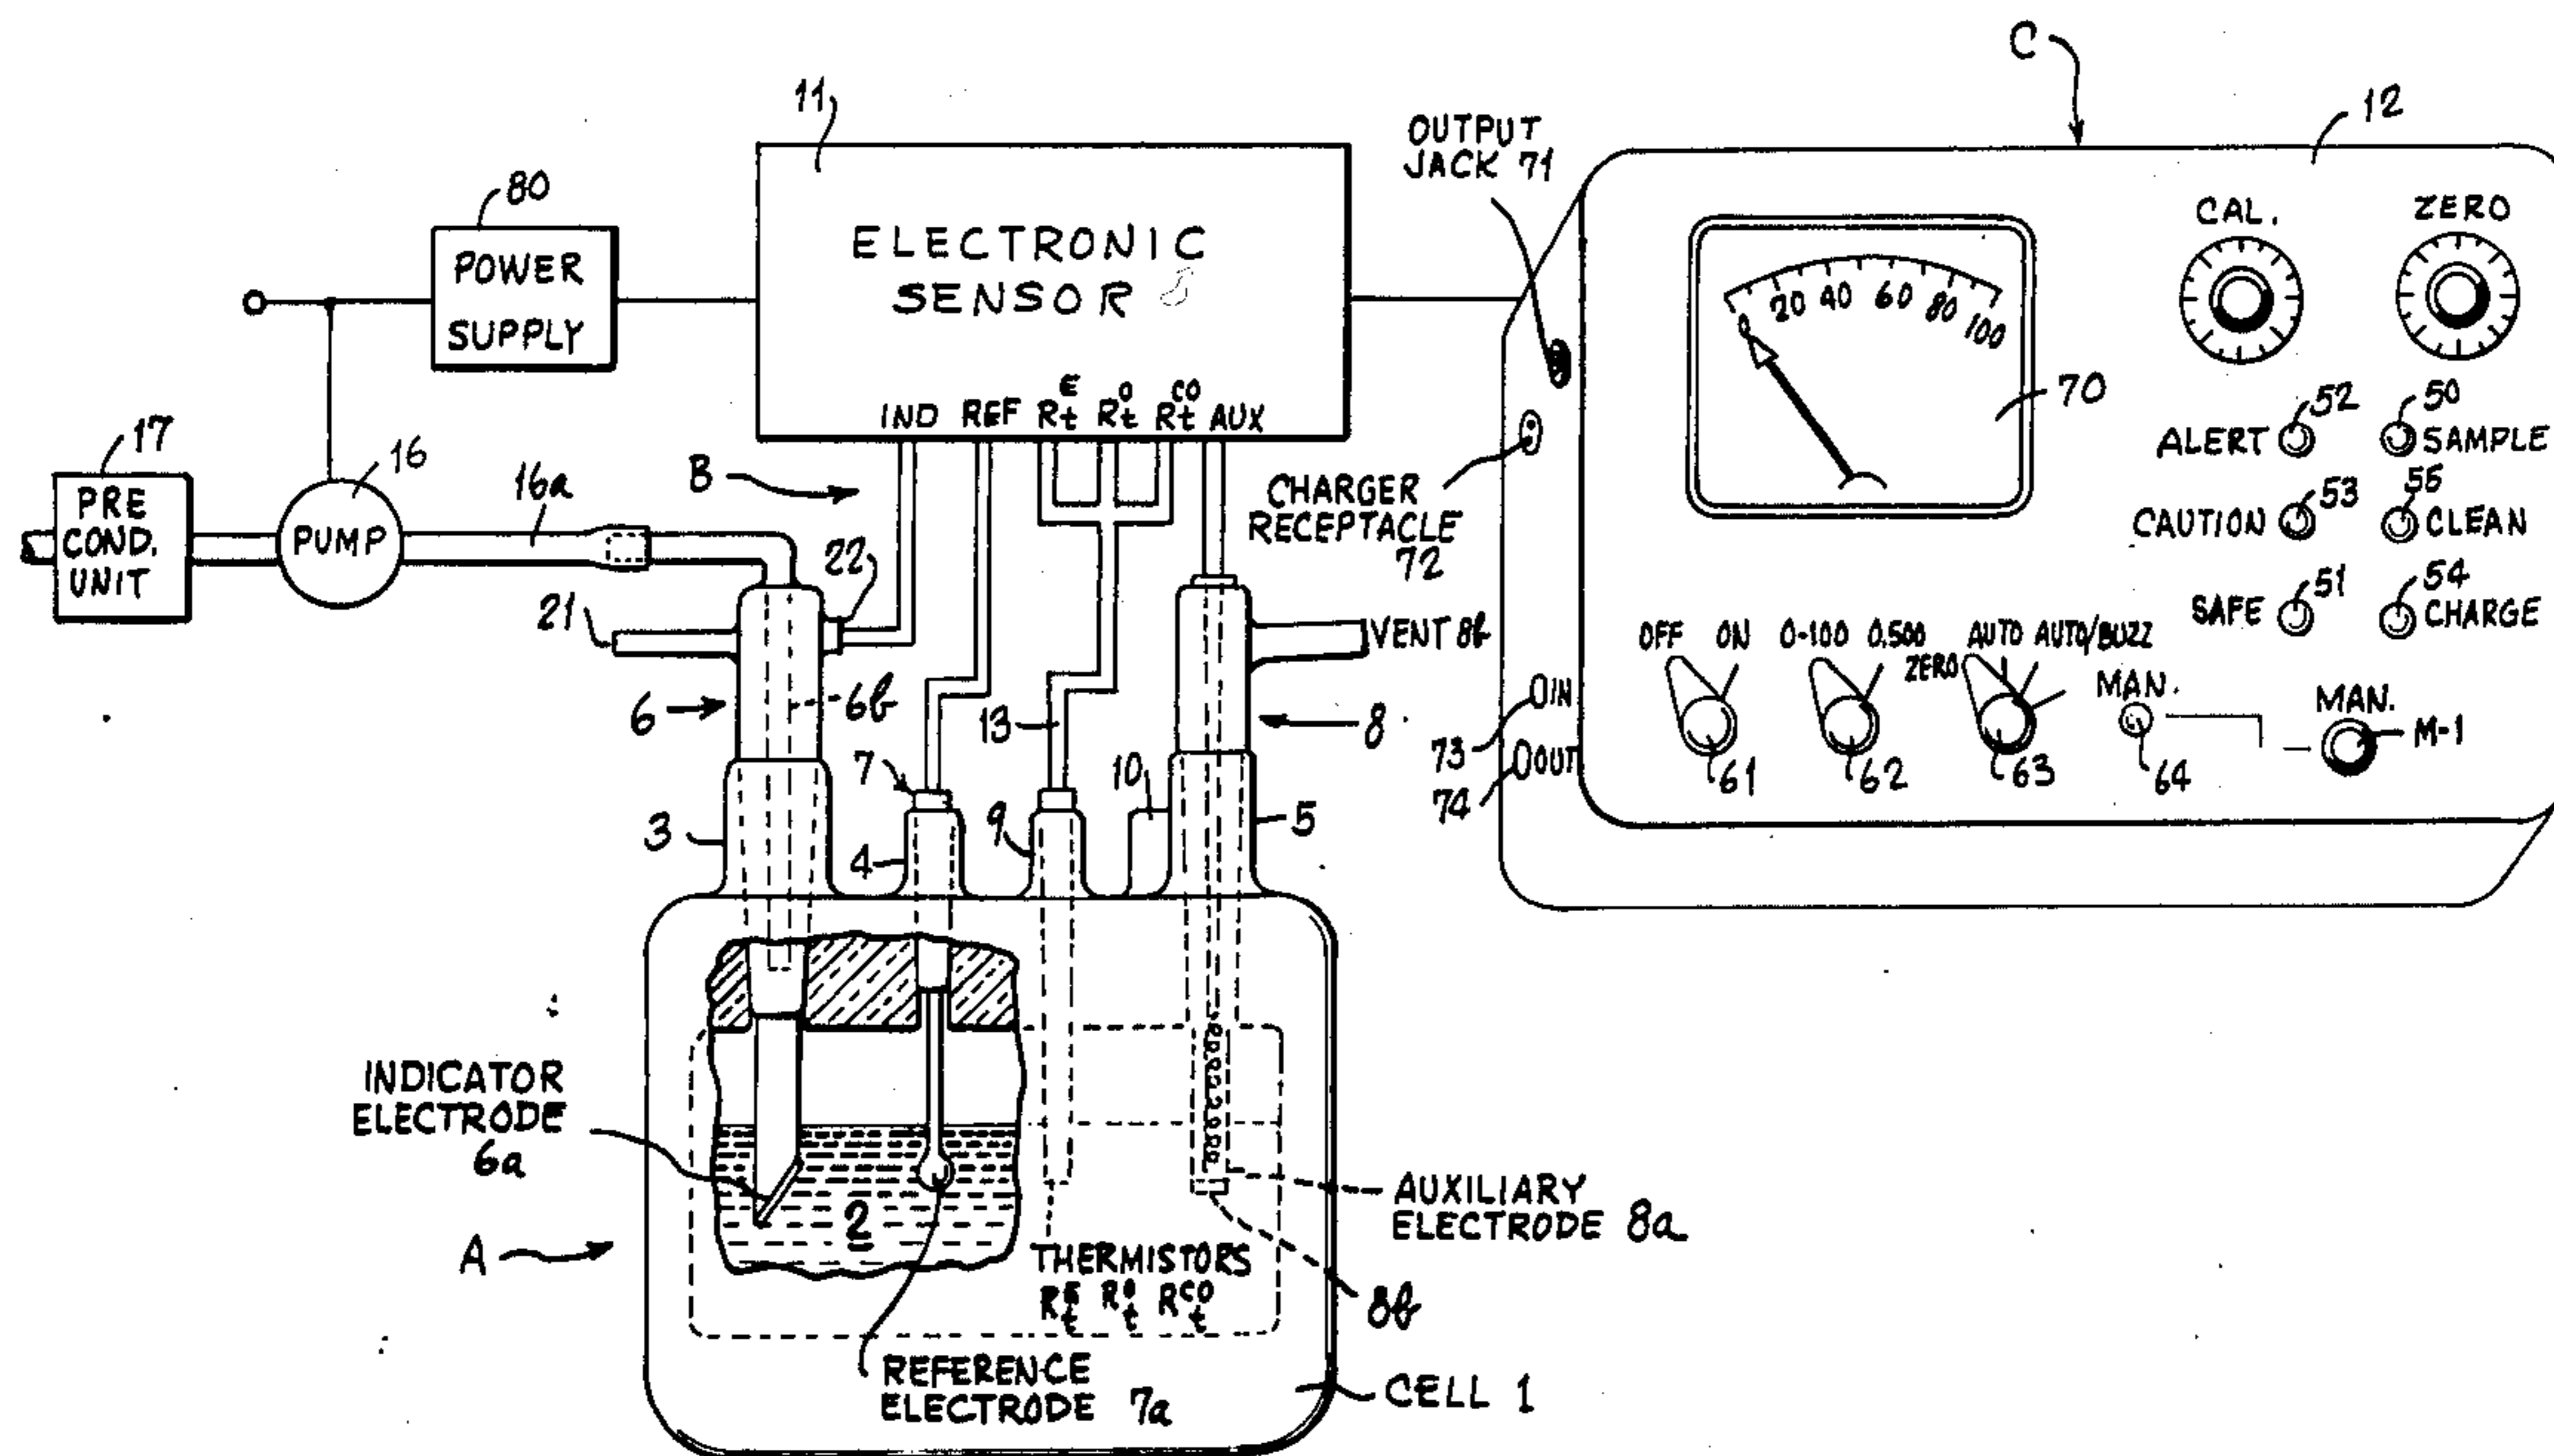 C
11
12
OUTPUT
JACK 71
80
CAL.
ZERO
ELECTRONIC
SENSOR
POWER
SUPPLY
0 20 40 60 80 100
70
IND REF
R E t
R O t
R CO t
AUX
52
50
ALERT
SAMPLE
17
16
16a
B
CHARGER
RECEPTACLE
72
53
55
CAUTION
CLEAN
PRE
COND.
UNIT
PUMP
22
51
54
SAFE
CHARGE
21
VENT 8b
OFF ON
0-100 0.500
ZERO
AUTO AUTO/BUZZ
MAN.
MAN.
6
6b
13
8
73
IN
M-1
7
10
74
OUT
61
62
63
64
3
4
9
5
INDICATOR
ELECTRODE
6a
2
AUXILIARY
ELECTRODE 8a
A
THERMISTORS
R E t R O t R CO t
8b
REFERENCE
ELECTRODE 7a
CELL 1